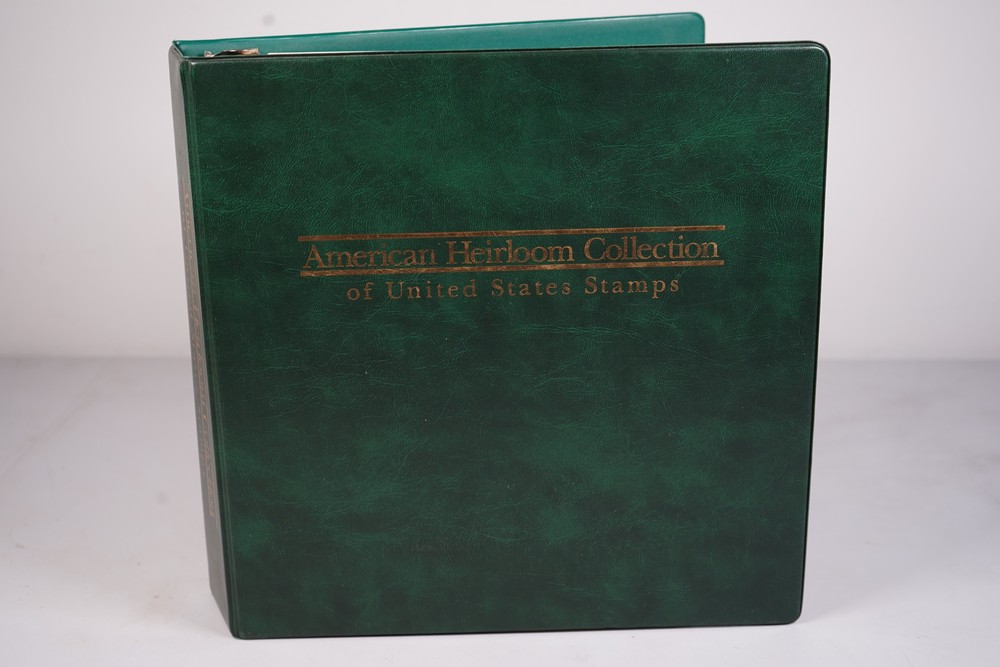 American Heirloom Collection
of United States Stamps